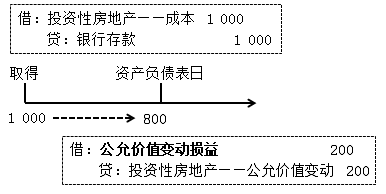 借：投资性房地产——成本 1 000
贷：银行存款 1 000
取得 资产负债表日
1 000 800
借：公允价值变动损益 200
贷：投资性房地产——公允价值变动 200